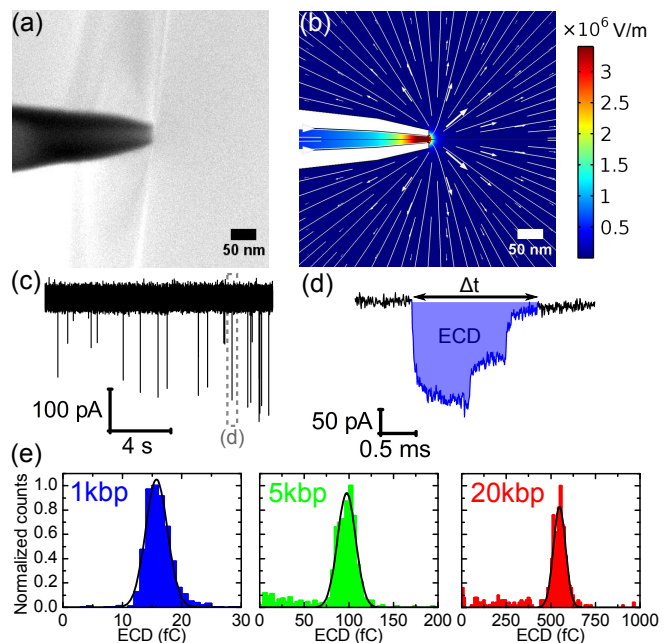 (a)
50 nm
(b)
×10⁶ V/m
3
2.5
2
1.5
1
0.5
50 nm
(c)
100 pA
4 s
(d)
(d)
Δt
ECD
50 pA
0.5 ms
(e)
Normalized counts
1.0
0.8
0.6
0.4
0.2
0.0
1kbp
0 10 20 30
ECD (fC)
5kbp
0 50 100 150 200
ECD (fC)
20kbp
0 250 500 750 1000
ECD (fC)